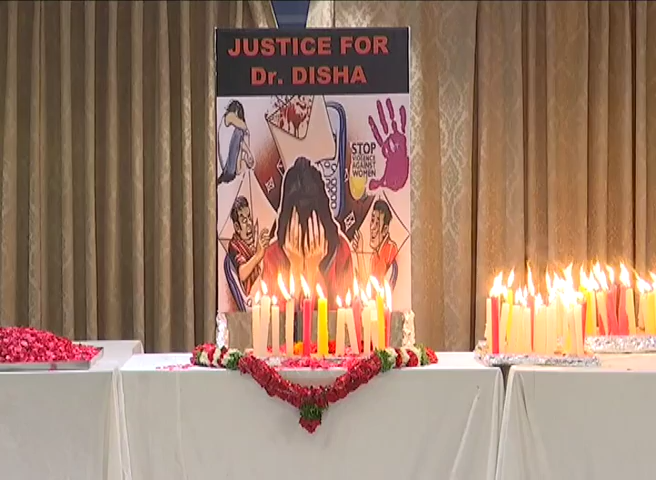 JUSTICE FOR
Dr. DISHA
STOP
VIOLENCE
AGAINST
WOMEN